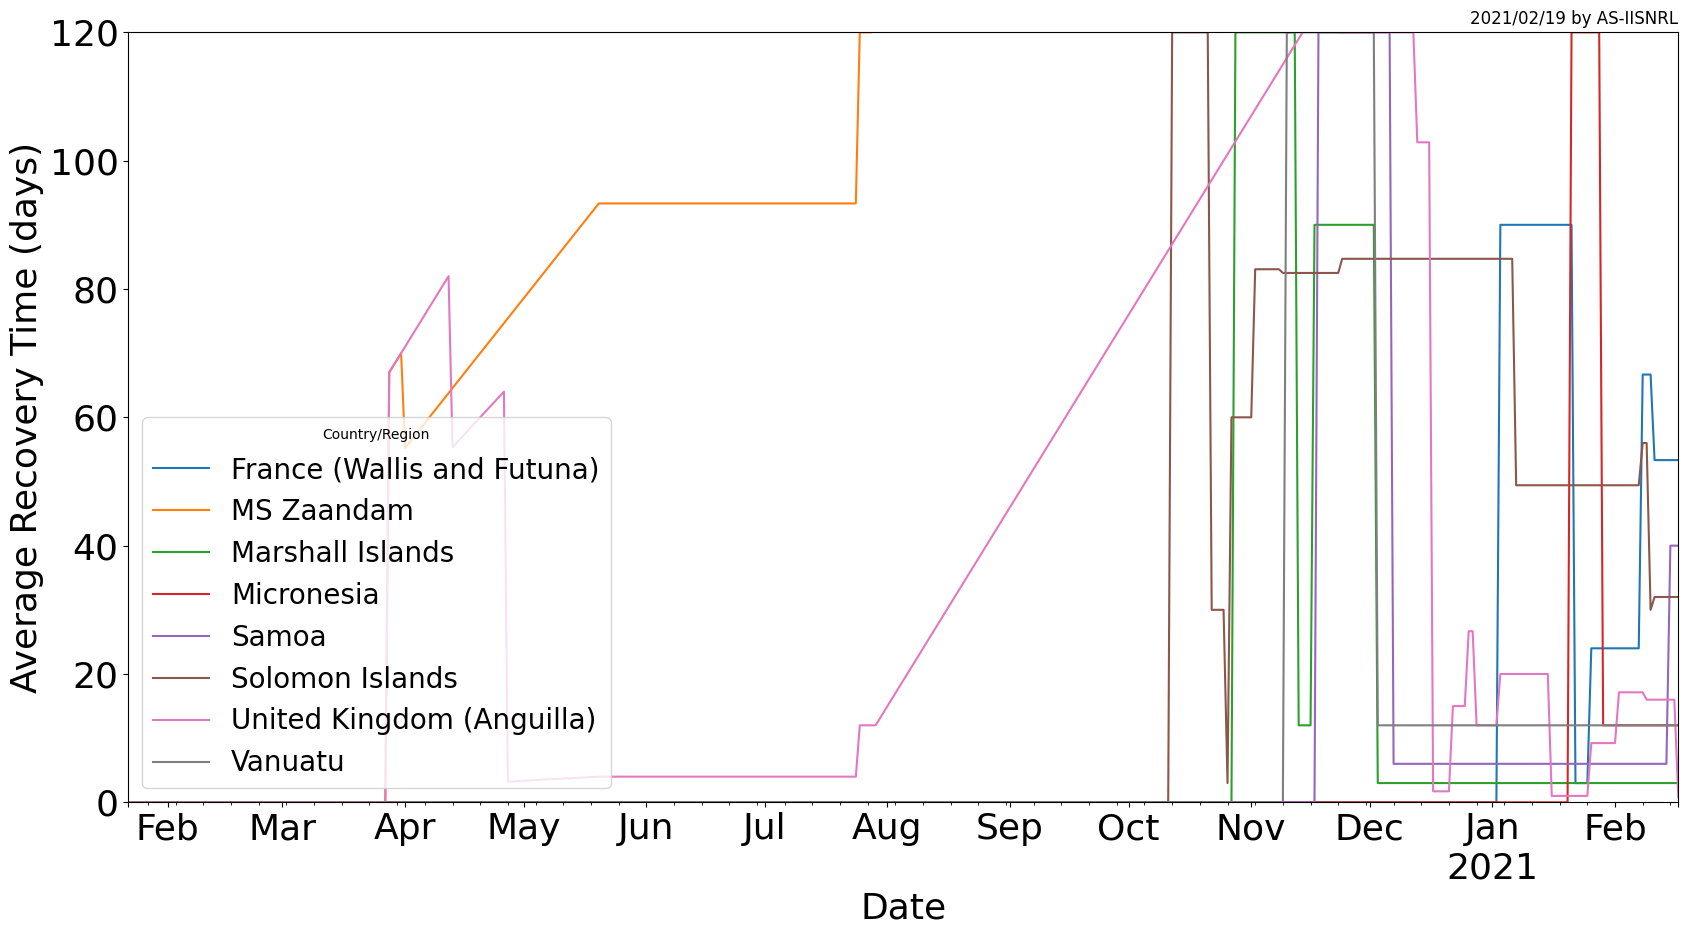 2021/02/19 by AS-IISNRL
Average Recovery Time (days)
120
100
80
60
40
20
0
Country/Region
France (Wallis and Futuna)
MS Zaandam
Marshall Islands
Micronesia
Samoa
Solomon Islands
United Kingdom (Anguilla)
Vanuatu
Feb Mar Apr May Jun Jul Aug Sep Oct Nov Dec Jan Feb
2021
Date